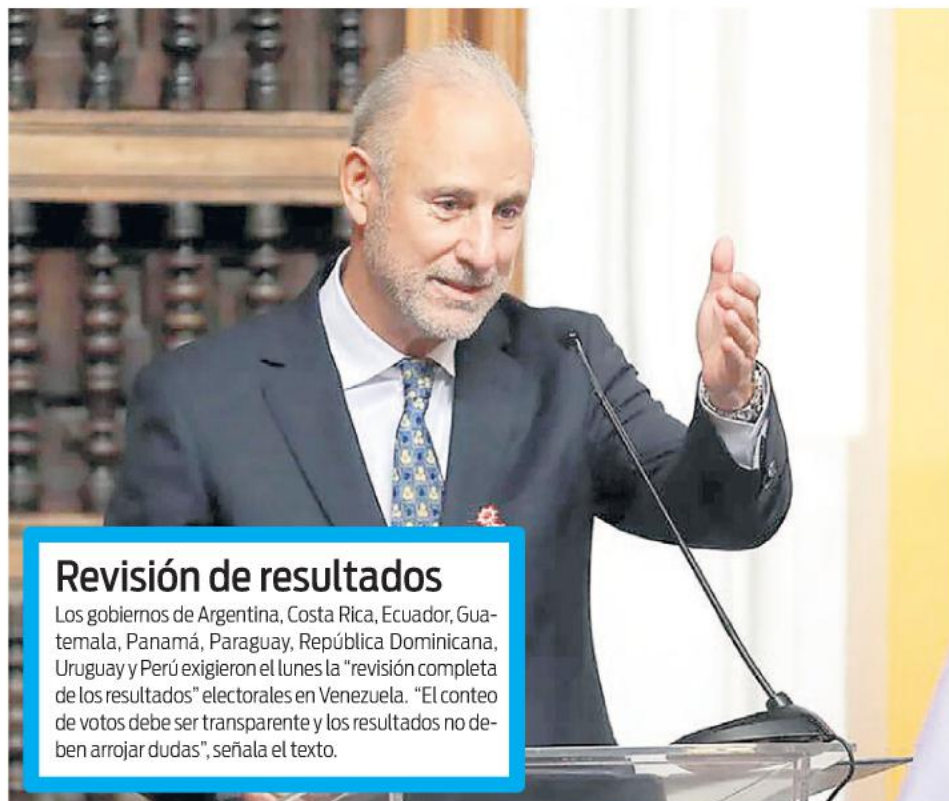 Revisión de resultados
Los gobiernos de Argentina, Costa Rica, Ecuador, Gua-
temala, Panamá, Paraguay, República Dominicana,
Uruguay y Perú exigieron el lunes la “revisión completa
de los resultados” electorales en Venezuela. “El conteo
de votos debe ser transparente y los resultados no de-
ben arrojar dudas”, señala el texto.